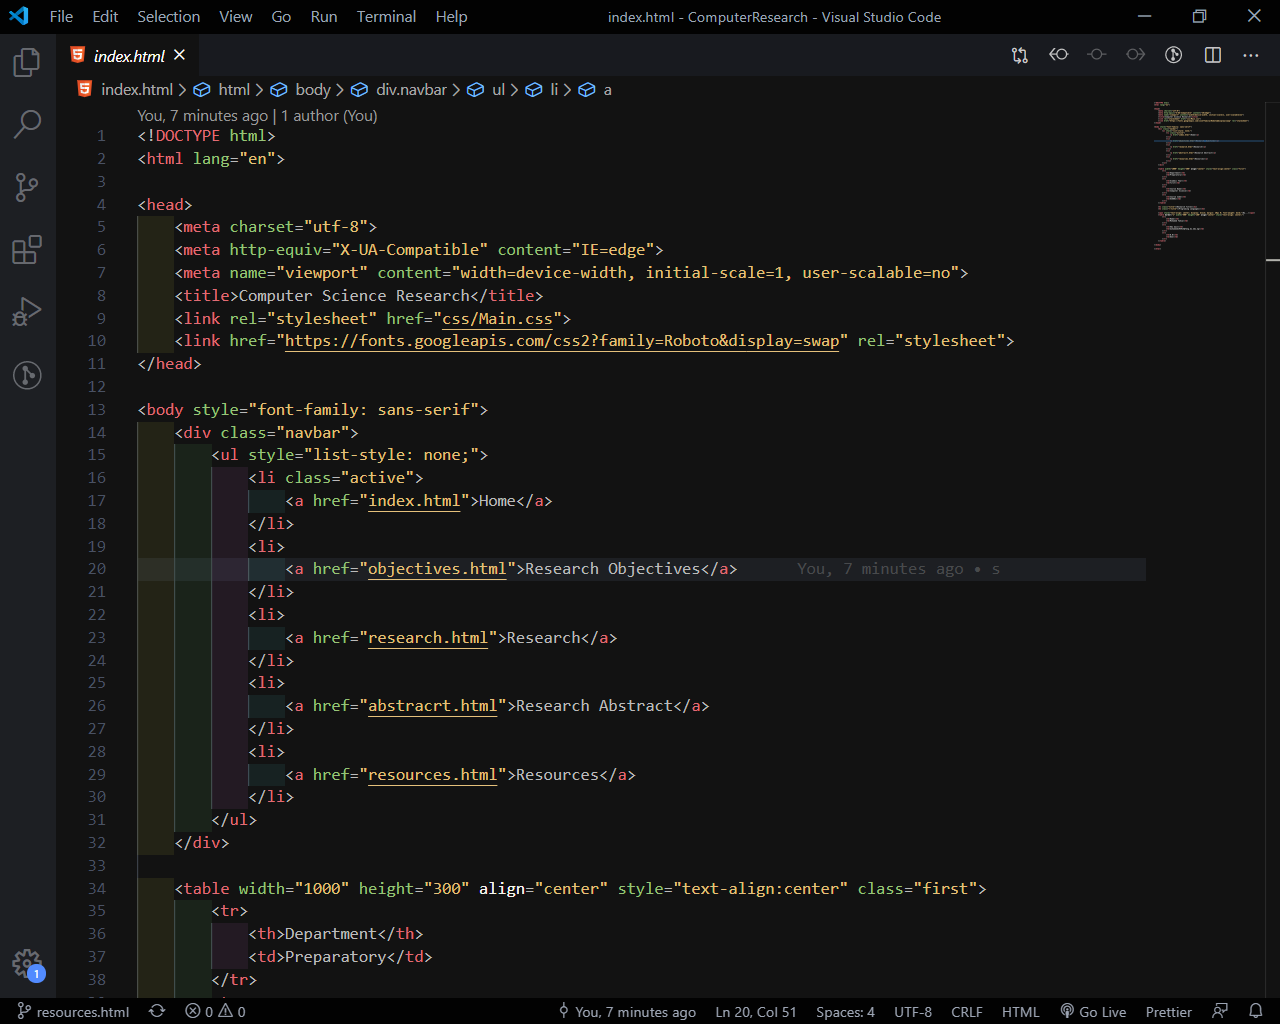 File Edit Selection View Go Run Terminal Help index.html - ComputerResearch - Visual Studio Code
index.html
index.html > html > body > div.navbar > ul > li > a
You, 7 minutes ago | 1 author (You)
1 <!DOCTYPE html>
2 <html lang="en">
3
4 <head>
5 <meta charset="utf-8">
6 <meta http-equiv="X-UA-Compatible" content="IE=edge">
7 <meta name="viewport" content="width=device-width, initial-scale=1, user-scalable=no">
8 <title>Computer Science Research</title>
9 <link rel="stylesheet" href="css/Main.css">
10 <link href="https://fonts.googleapis.com/css2?family=Roboto&display=swap" rel="stylesheet">
11 </head>
12
13 <body style="font-family: sans-serif">
14 <div class="navbar">
15 <ul style="list-style: none;">
16 <li class="active">
17 <a href="index.html">Home</a>
18 </li>
19 <li>
20 <a href="objectives.html">Research Objectives</a> You, 7 minutes ago • s
21 </li>
22 <li>
23 <a href="research.html">Research</a>
24 </li>
25 <li>
26 <a href="abstracrt.html">Research Abstract</a>
27 </li>
28 <li>
29 <a href="resources.html">Resources</a>
30 </li>
31 </ul>
32 </div>
33
34 <table width="1000" height="300" align="center" style="text-align:center" class="first">
35 <tr>
36 <th>Department</th>
37 <td>Preparatory</td>
38 </tr>
1
resources.html 0 0 You, 7 minutes ago Ln 20, Col 51 Spaces: 4 UTF-8 CRLF HTML Go Live Prettier